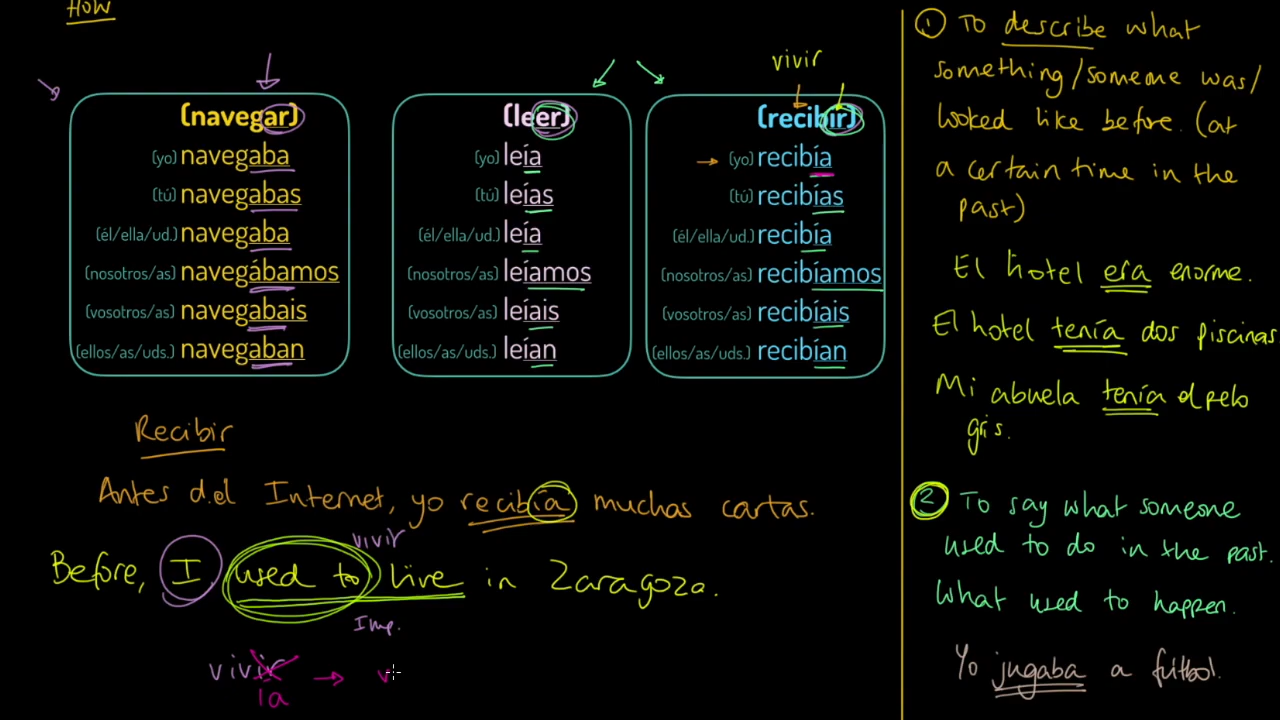 HOW
(navegar)
(yo) navegaba
(tú) navegabas
(él/ella/ud.) navegaba
(nosotros/as) navegábamos
(vosotros/as) navegabais
(ellos/as/uds.) navegaban
(leer)
(yo) leía
(tú) leías
(él/ella/ud.) leía
(nosotros/as) leíamos
(vosotros/as) leíais
(ellos/as/uds.) leían
vivir
(recibir)
(yo) recibía
(tú) recibías
(él/ella/ud.) recibía
(nosotros/as) recibíamos
(vosotros/as) recibíais
(ellos/as/uds.) recibían
Recibir
Antes del Internet, yo recibía muchas cartas.
vivir
Before, I used to live in Zaragoza.
Imp.
vivir → v
ía
1 To describe what
something/someone was/
looked like before. (at
a certain time in the
past)
El hotel era enorme.
El hotel tenía dos piscinas
Mi abuela tenía el pelo
gris.
2 To say what someone
used to do in the past.
What used to happen.
Yo jugaba a fútbol.